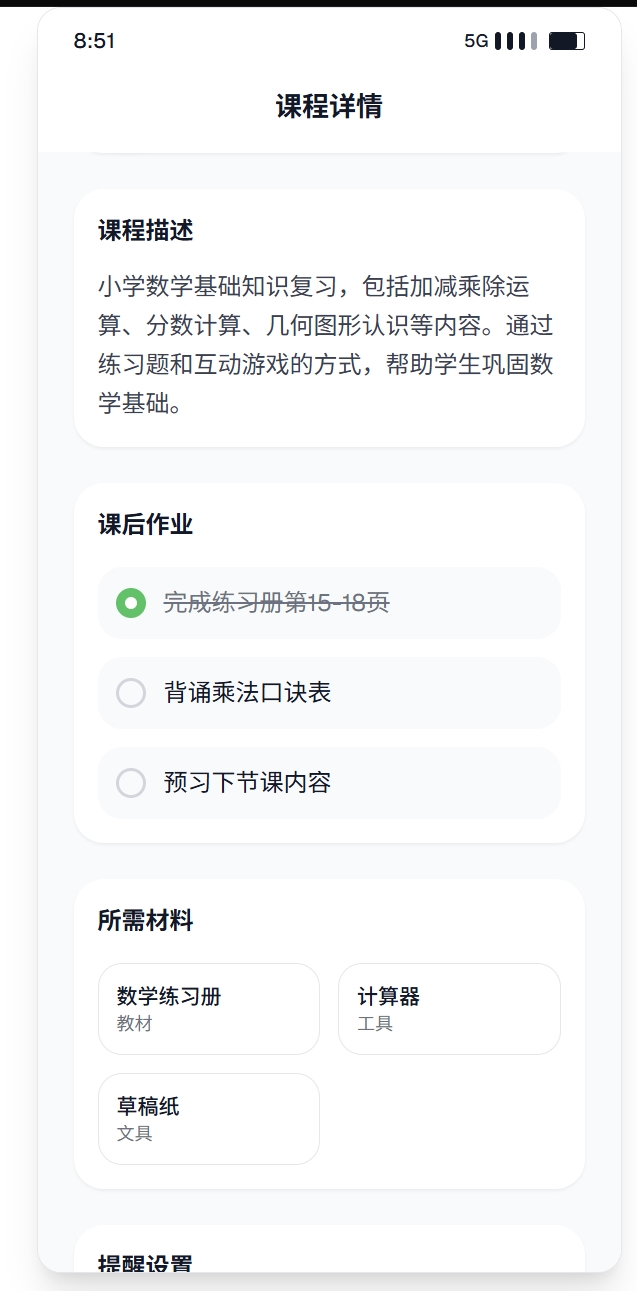 8:51
5G
课程详情
课程描述
小学数学基础知识复习，包括加减乘除运
算、分数计算、几何图形认识等内容。通过
练习题和互动游戏的方式，帮助学生巩固数
学基础。
课后作业
完成练习册第15-18页
背诵乘法口诀表
预习下节课内容
所需材料
数学练习册
教材
计算器
工具
草稿纸
文具
提醒设置